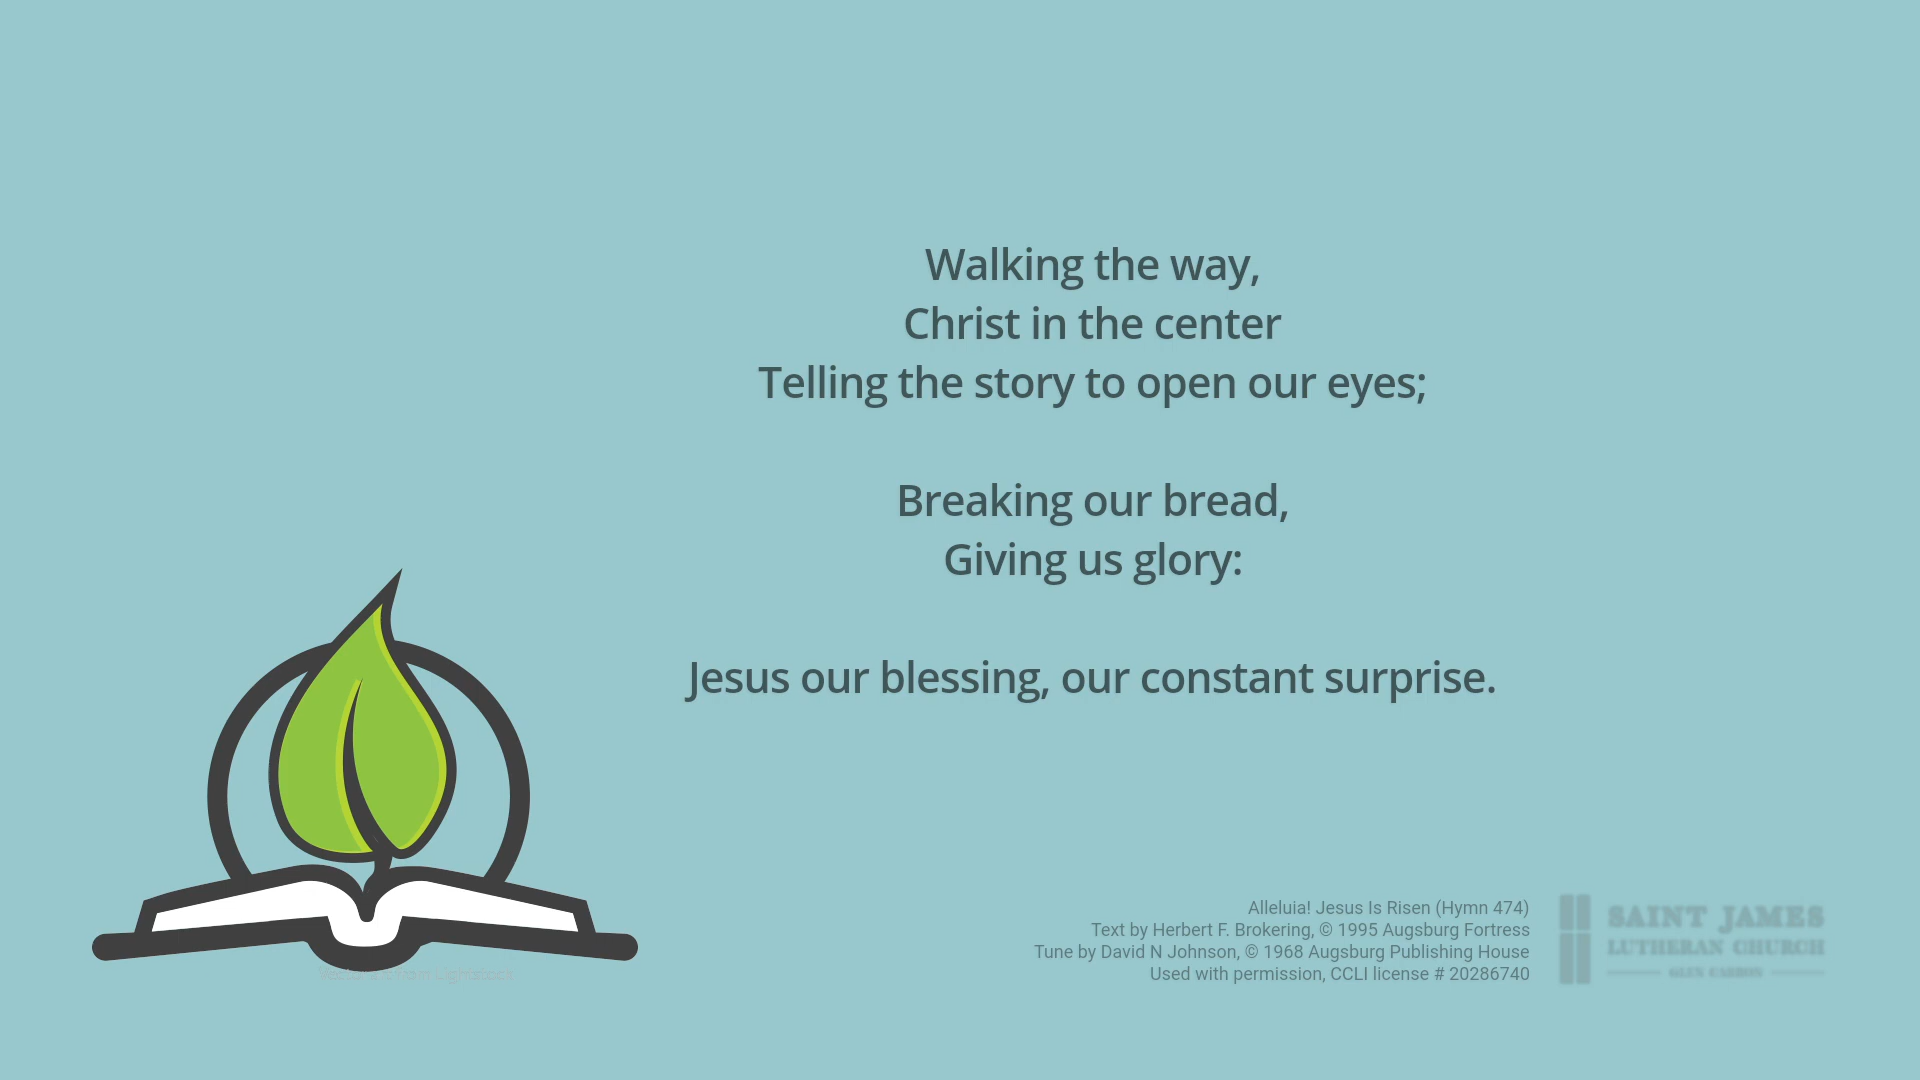 Walking the way,
Christ in the center
Telling the story to open our eyes;
Breaking our bread,
Giving us glory:
Jesus our blessing, our constant surprise.
Alleluia! Jesus Is Risen (Hymn 474)
Text by Herbert F. Brokering, © 1995 Augsburg Fortress
Tune by David N Johnson, © 1968 Augsburg Publishing House
Used with permission, CCLI license # 20286740
SAINT JAMES
LUTHERAN CHURCH
GLEN CARBON